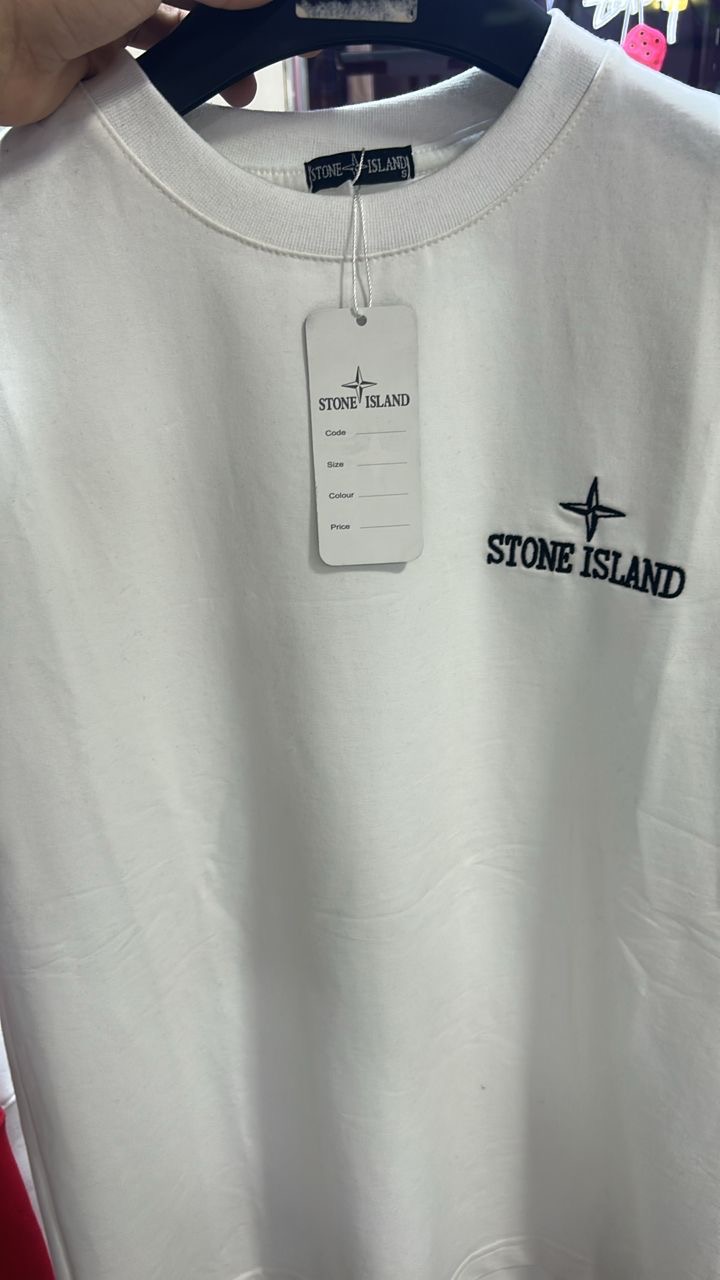 STONE ISLAND
S
STONE ISLAND
Code
Size
Colour
Price
STONE ISLAND